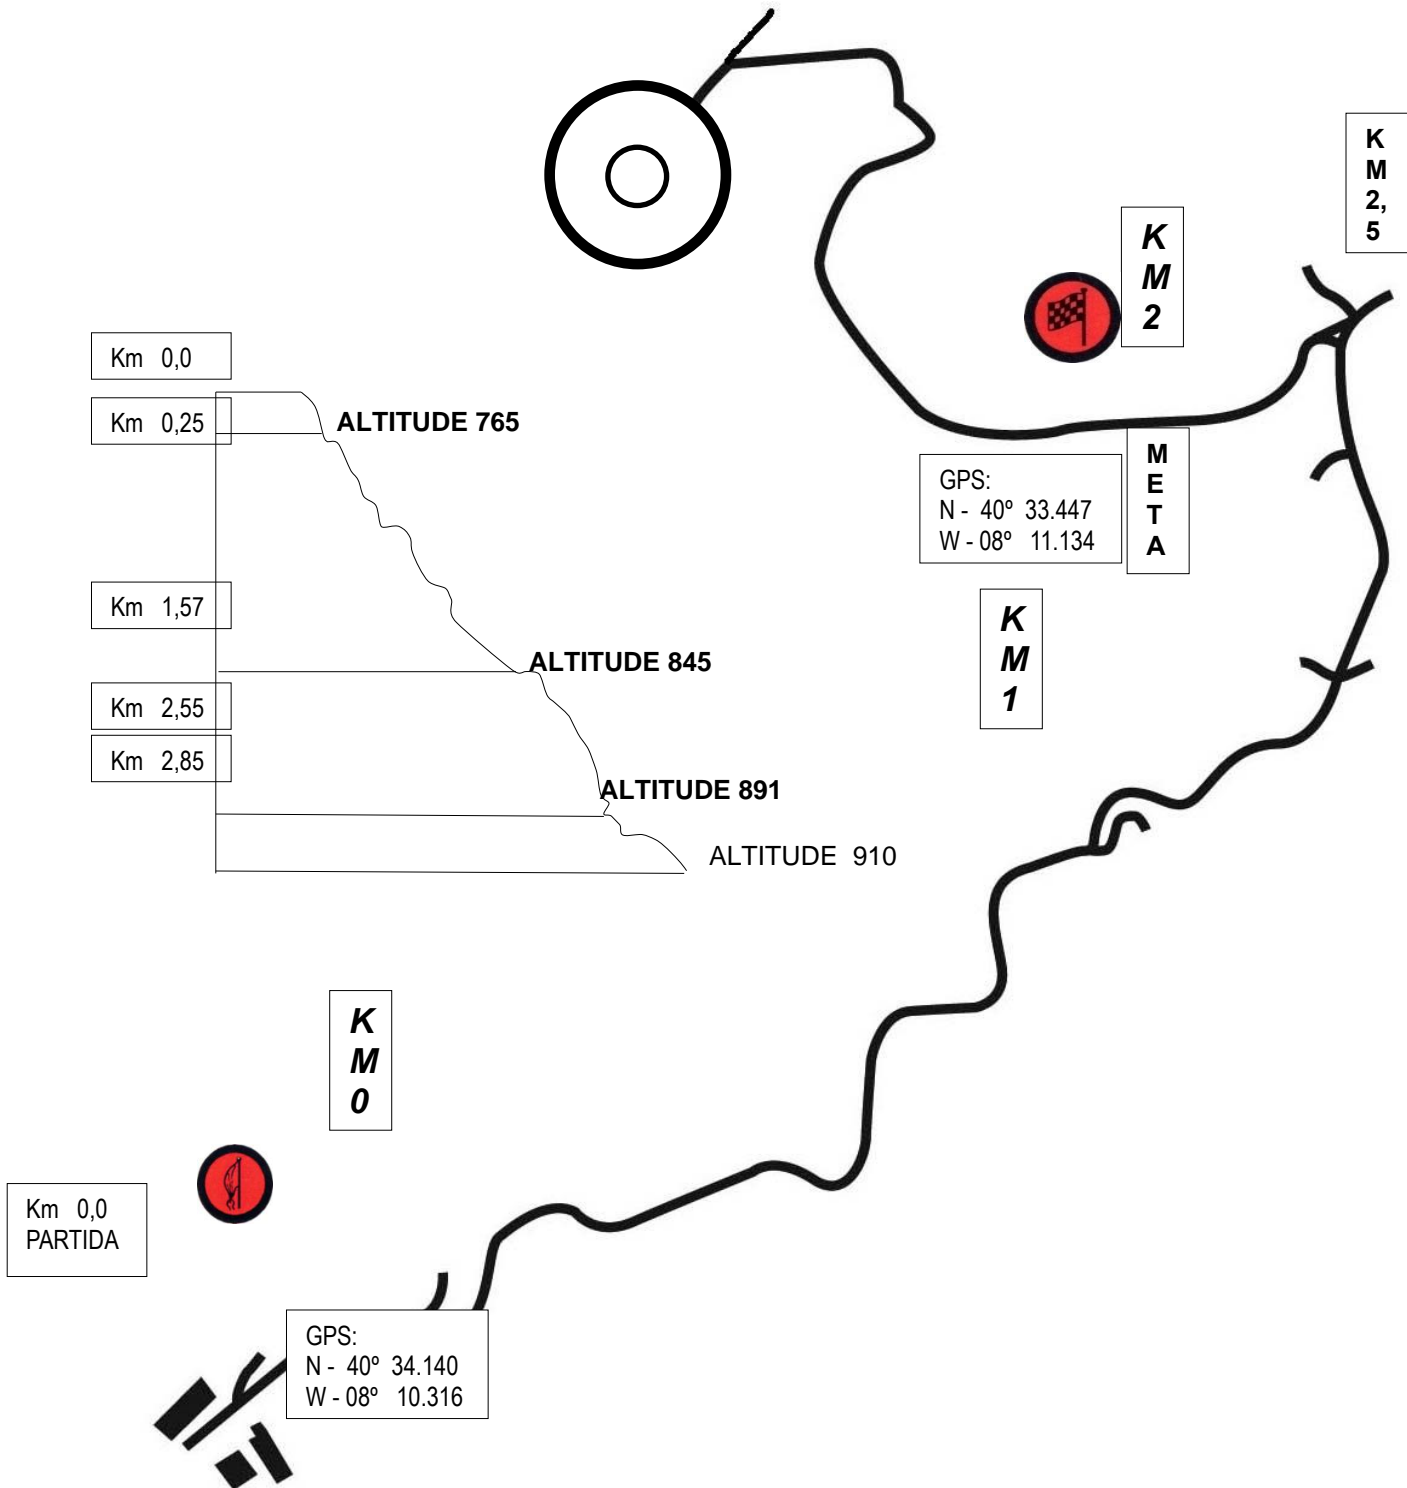 K
M
2,
5
K
M
2
Km 0,0
Km 0,25
ALTITUDE 765
META
GPS:
N - 40º 33.447
W - 08º 11.134
Km 1,57
K
M
1
ALTITUDE 845
Km 2,55
Km 2,85
ALTITUDE 891
ALTITUDE 910
K
M
0
Km 0,0
PARTIDA
GPS:
N - 40º 34.140
W - 08º 10.316